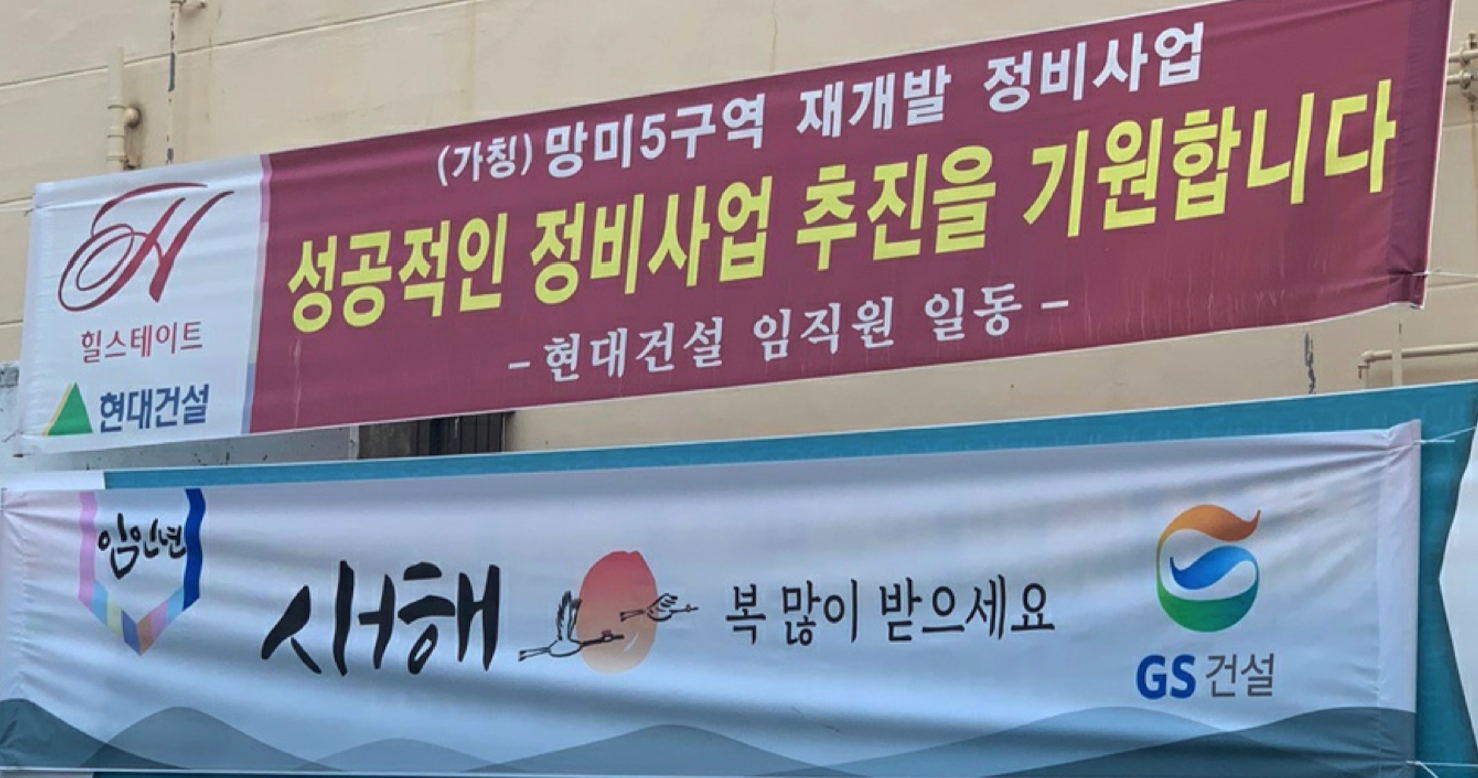 (가칭) 망미5구역 재개발 정비사업
성공적인 정비사업 추진을 기원합니다
- 현대건설 임직원 일동 -
힐스테이트
현대건설
임인년
새해 복 많이 받으세요
GS 건설